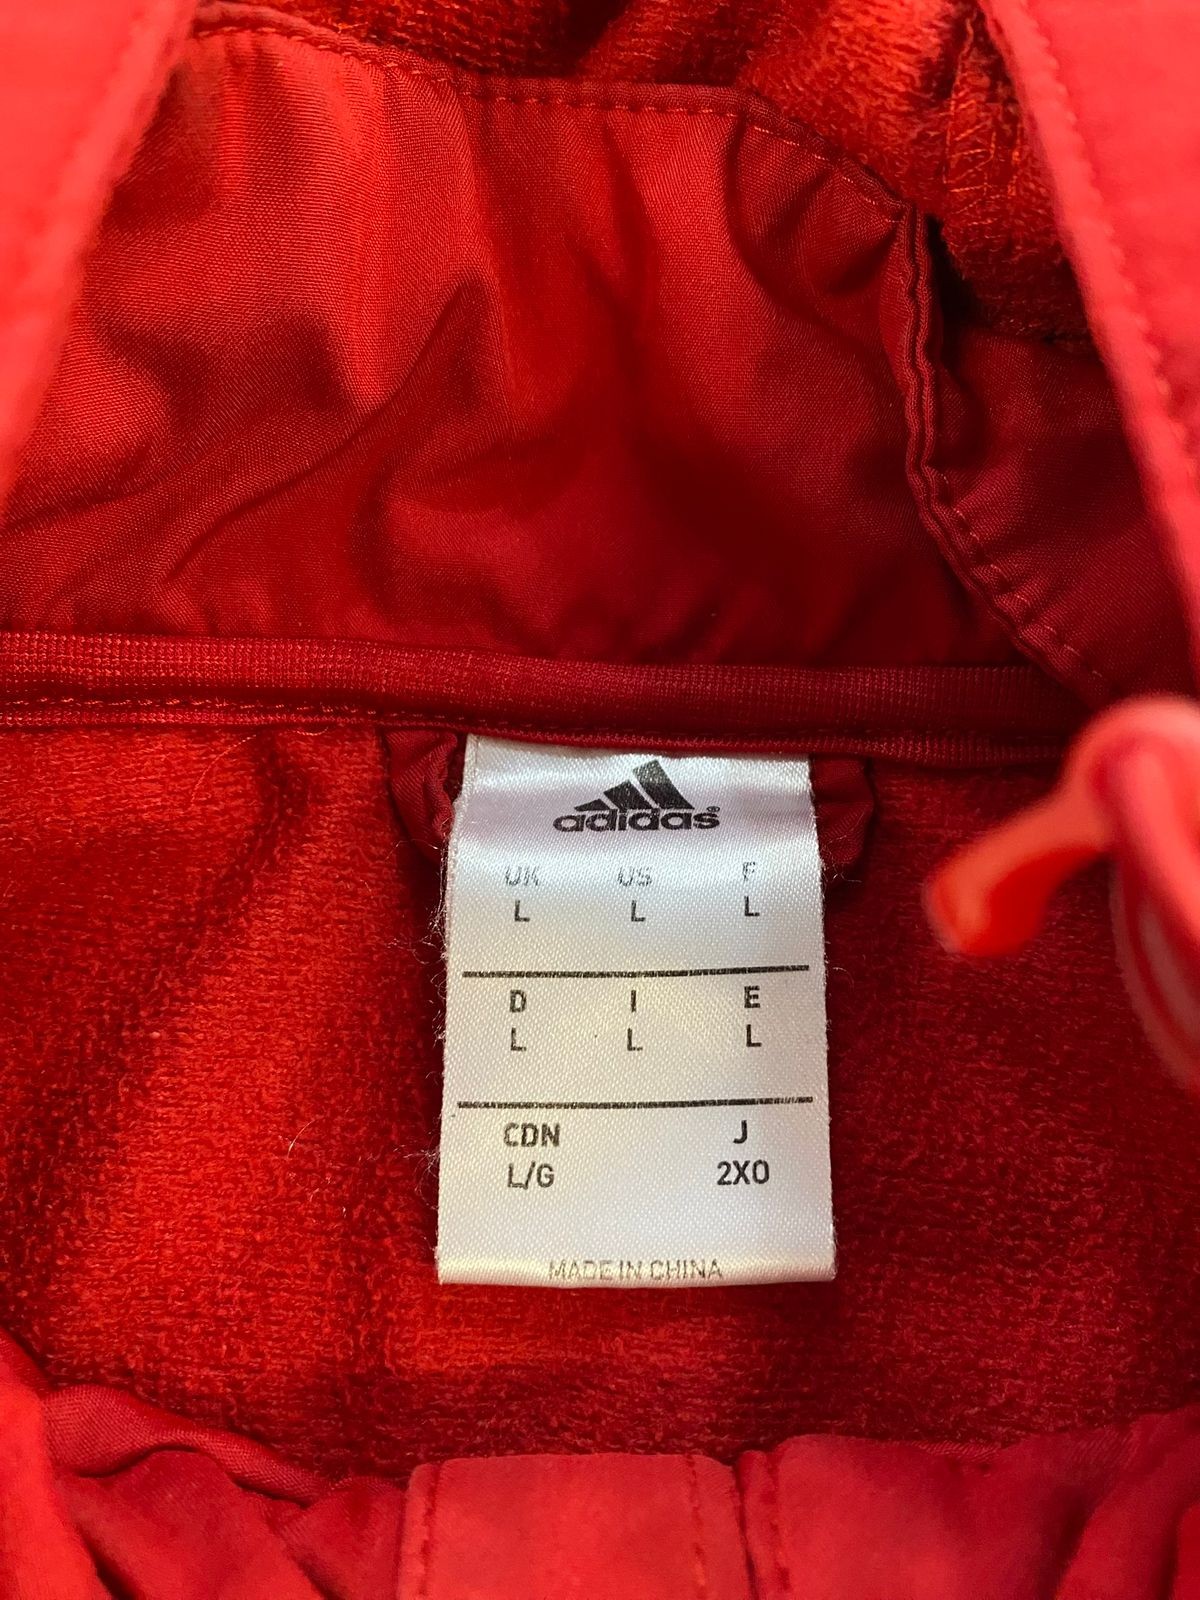 adidas®
UK US F
L L L
D I E
L L L
CDN J
L/G 2XO
MADE IN CHINA